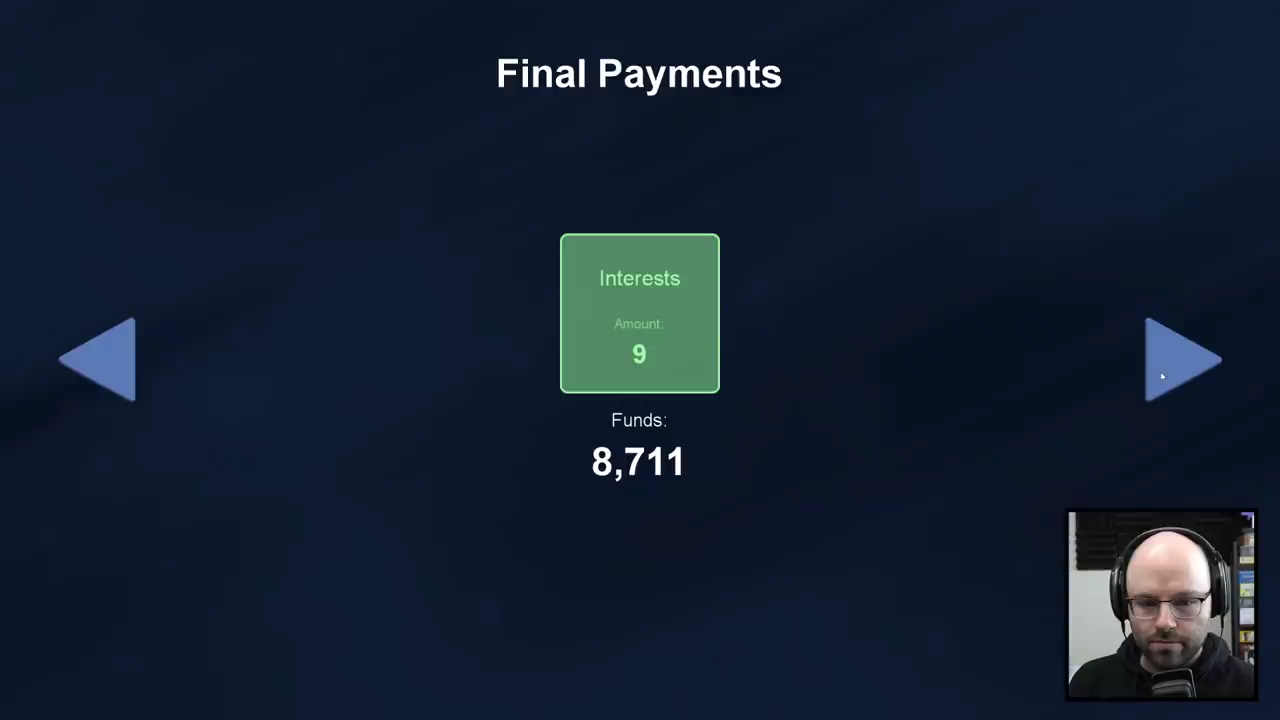 Final Payments
Interests
Amount:
9
Funds:
8,711